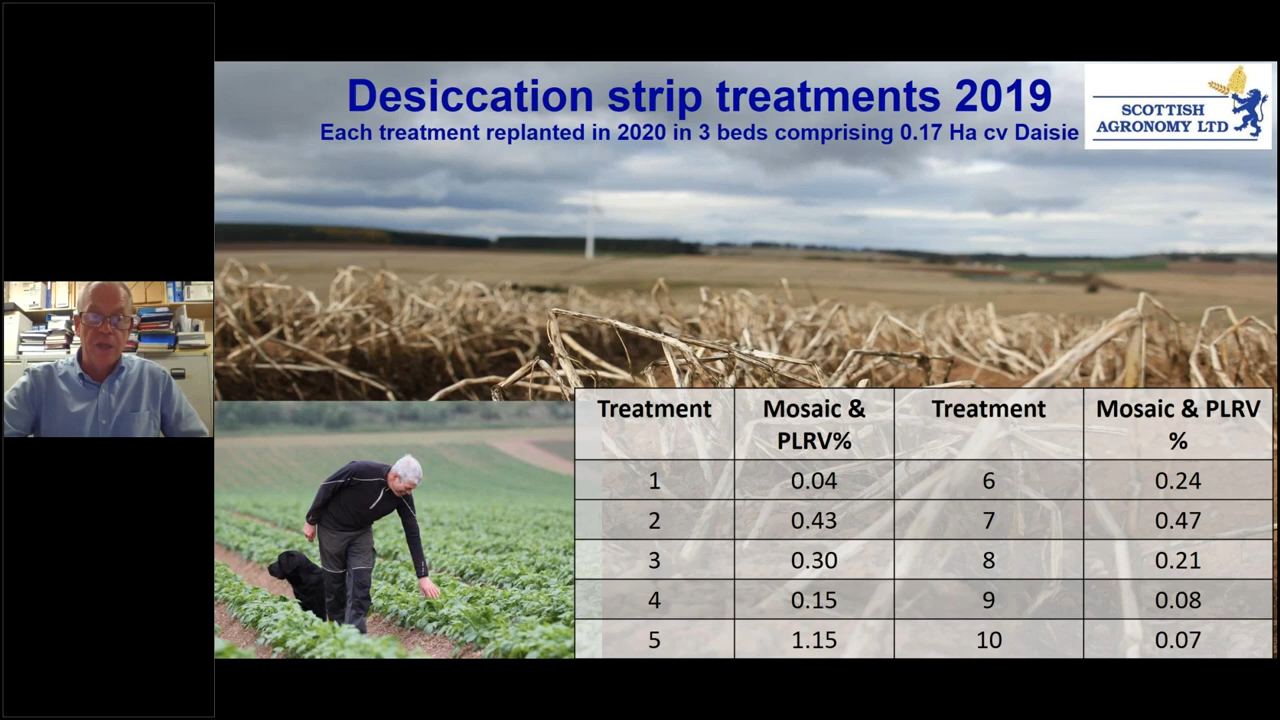 Desiccation strip treatments 2019
Each treatment replanted in 2020 in 3 beds comprising 0.17 Ha cv Daisie
SCOTTISH
AGRONOMY LTD
Treatment Mosaic & PLRV% Treatment Mosaic & PLRV %
1 0.04 6 0.24
2 0.43 7 0.47
3 0.30 8 0.21
4 0.15 9 0.08
5 1.15 10 0.07